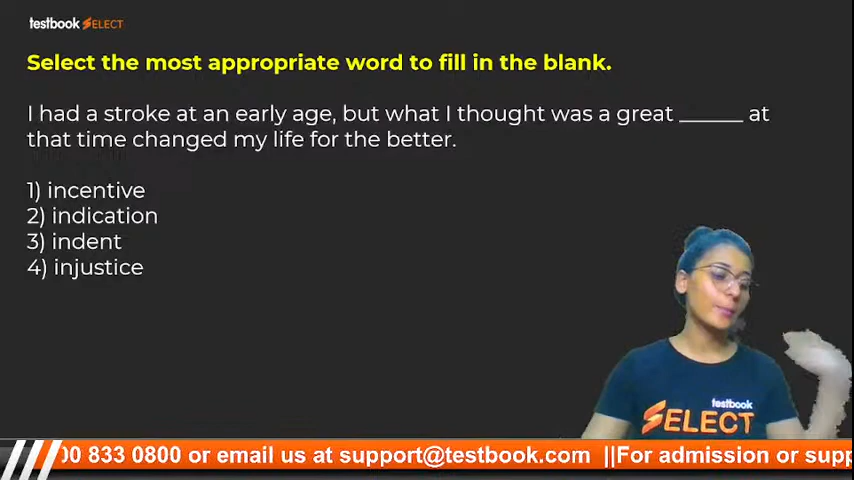 testbook SELECT
Select the most appropriate word to fill in the blank.
I had a stroke at an early age, but what I thought was a great ______ at
that time changed my life for the better.
1) incentive
2) indication
3) indent
4) injustice
testbook
SELECT
00 833 0800 or email us at support@testbook.com ||For admission or supp